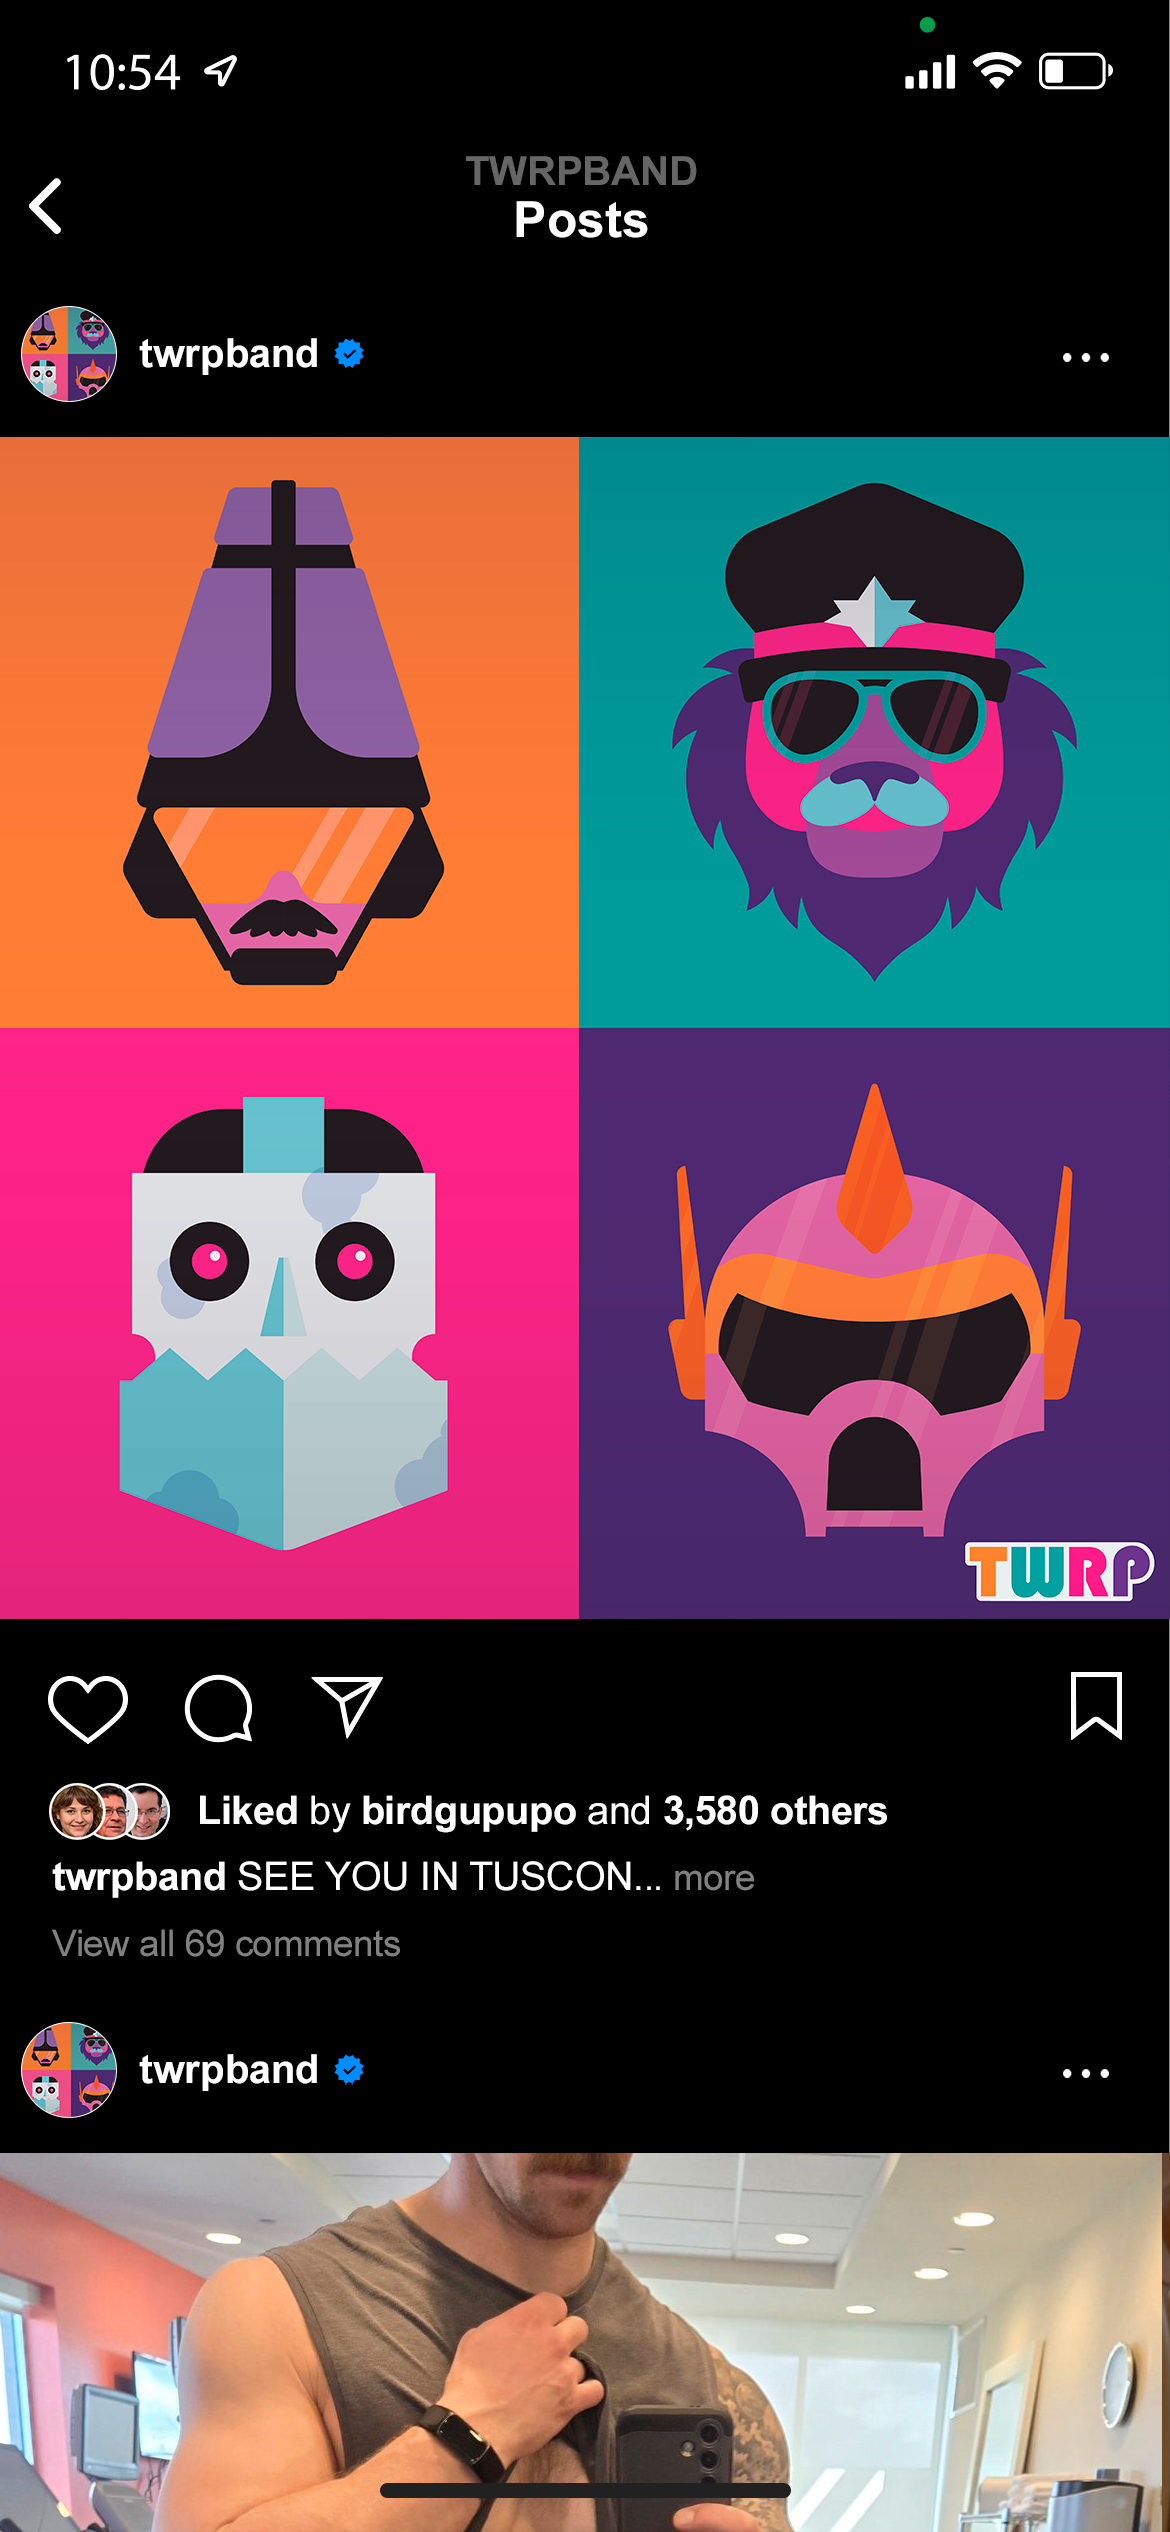 10:54
TWRPBAND
Posts
twrpband
TWRP
Liked by birdgupupo and 3,580 others
twrpband SEE YOU IN TUSCON... more
View all 69 comments
twrpband